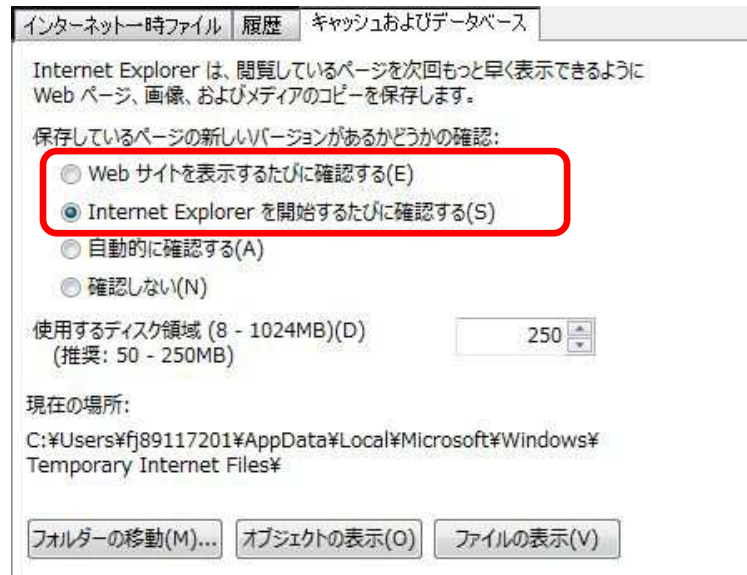 インターネット一時ファイル 履歴 キャッシュおよびデータベース
Internet Explorer は、閲覧しているページを次回もっと早く表示できるように
Web ページ、画像、およびメディアのコピーを保存します。
保存しているページの新しいバージョンがあるかどうかの確認:
Web サイトを表示するたびに確認する(E)
Internet Explorer を開始するたびに確認する(S)
自動的に確認する(A)
確認しない(N)
使用するディスク領域 (8 - 1024MB)(D) 250
(推奨: 50 - 250MB)
現在の場所:
C:¥Users¥fj89117201¥AppData¥Local¥Microsoft¥Windows¥
Temporary Internet Files¥
フォルダーの移動(M)... オブジェクトの表示(O) ファイルの表示(V)